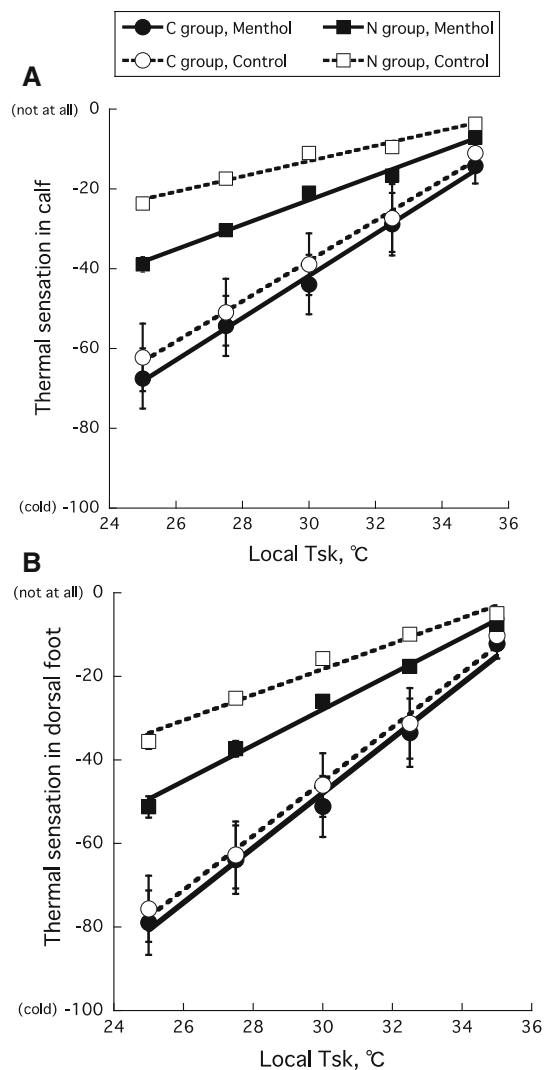 C group, Menthol
N group, Menthol
C group, Control
N group, Control
A
(not at all)
0
-20
-40
-60
-80
(cold) -100
Thermal sensation in calf
24 26 28 30 32 34 36
Local Tsk, ℃
B
(not at all)
0
-20
-40
-60
-80
(cold) -100
Thermal sensation in dorsal foot
24 26 28 30 32 34 36
Local Tsk, ℃